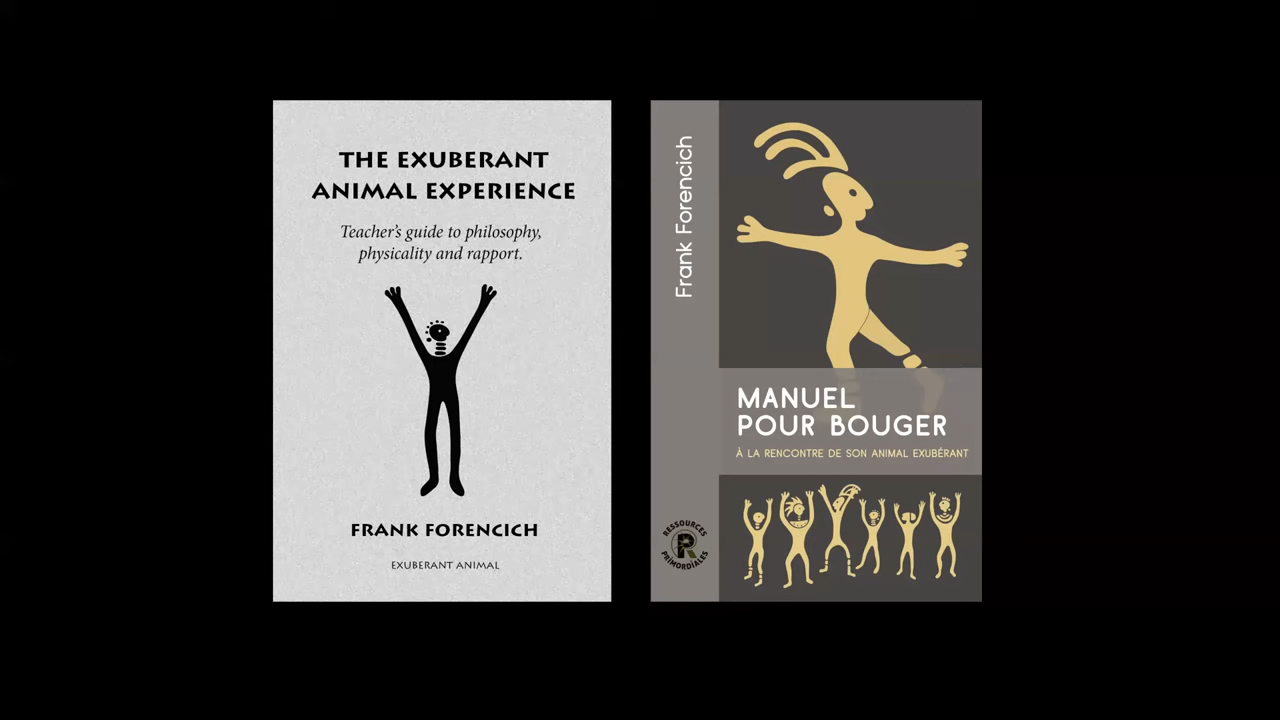 THE EXUBERANT
ANIMAL EXPERIENCE
Teacher's guide to philosophy,
physicality and rapport.
FRANK FORENCICH
EXUBERANT ANIMAL
Frank Forencich
MANUEL
POUR BOUGER
À LA RENCONTRE DE SON ANIMAL EXUBÉRANT
RESSOURCES
R
PRIMORDIALES